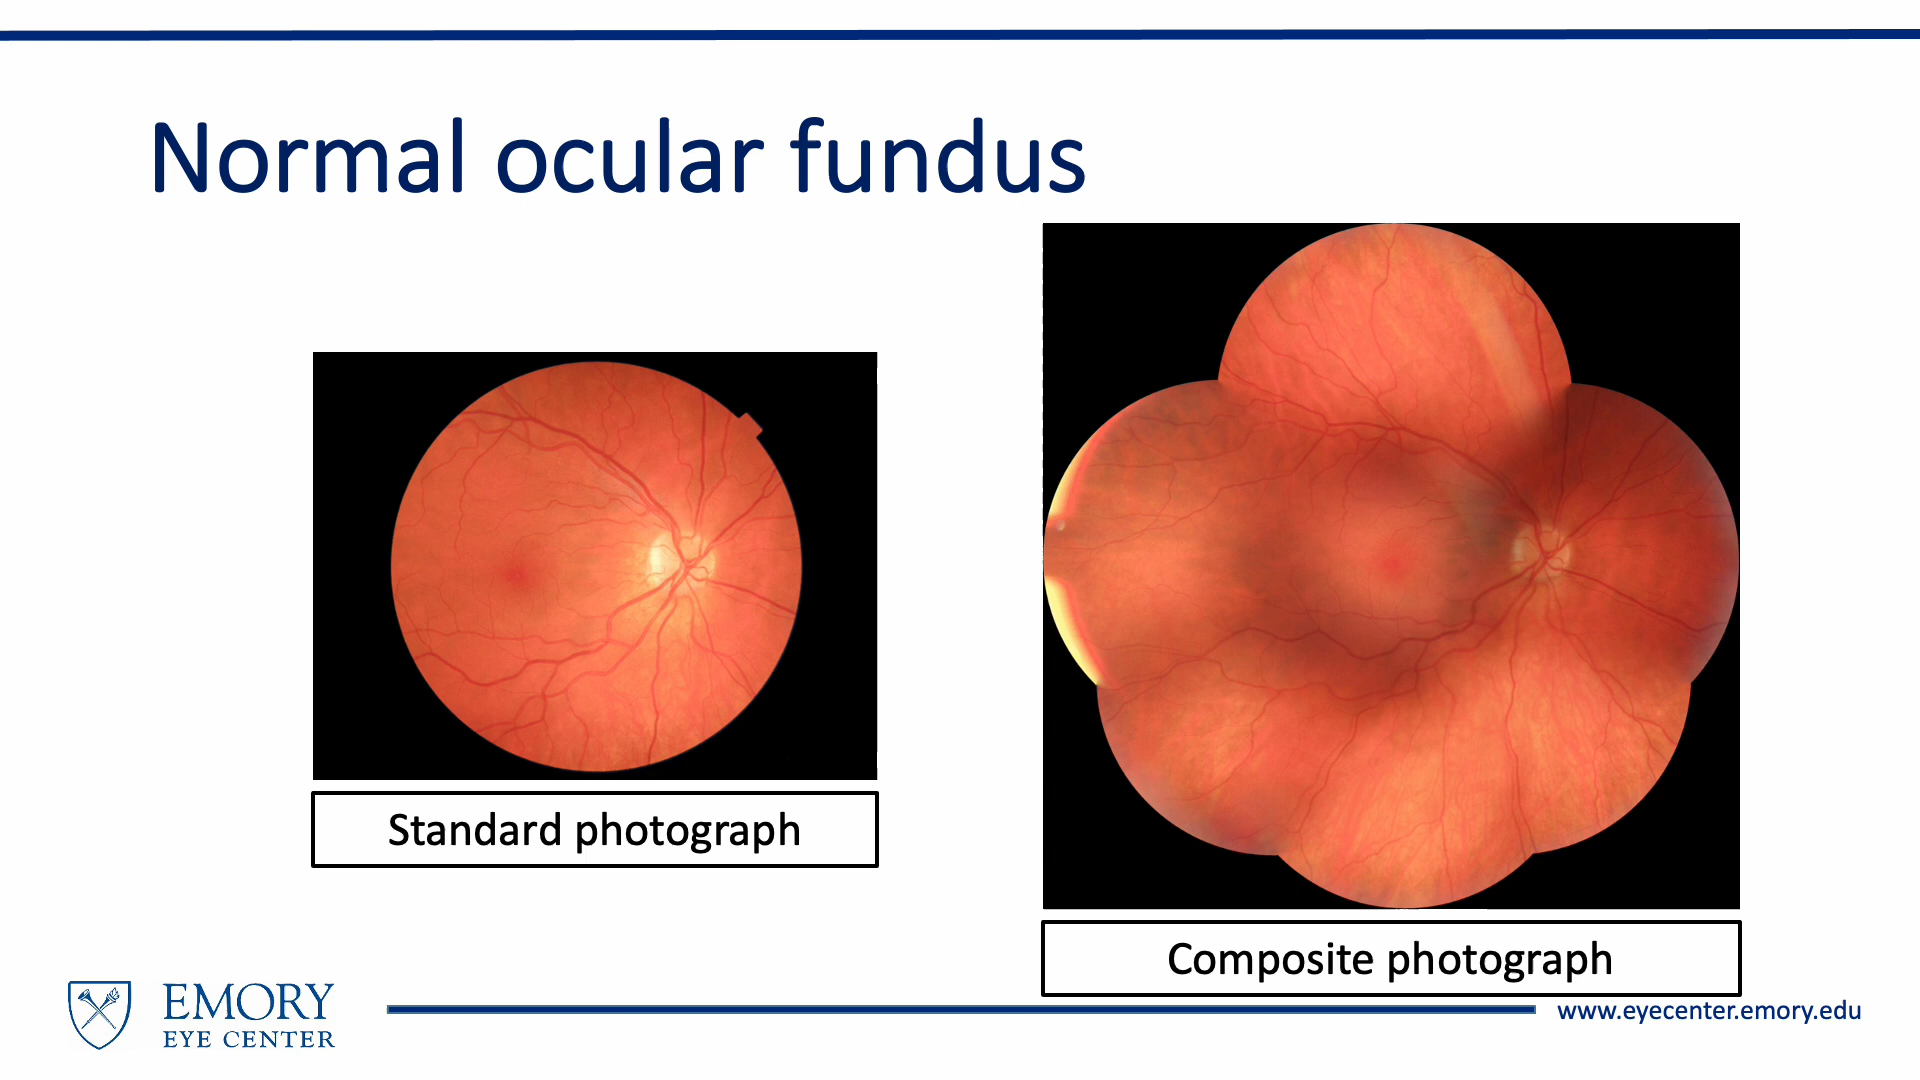 Normal ocular fundus
Standard photograph
Composite photograph
EMORY
EYE CENTER
www.eyecenter.emory.edu